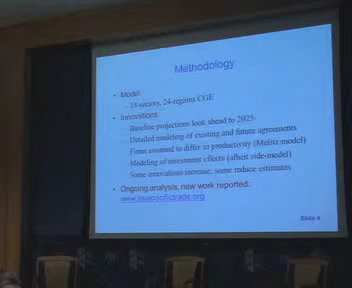 Methodology
• Model
– 18-sectors, 24-regions CGE
• Innovations
– Baseline projections look ahead to 2025
– Detailed modeling of existing and future agreements
– Firms assumed to differ in productivity (Melitz model)
– Modeling of investment effects (albeit side-model)
– Some innovations increase, some reduce estimates
• Ongoing analysis, new work reported:
www.asiapacifictrade.org
Slide 4